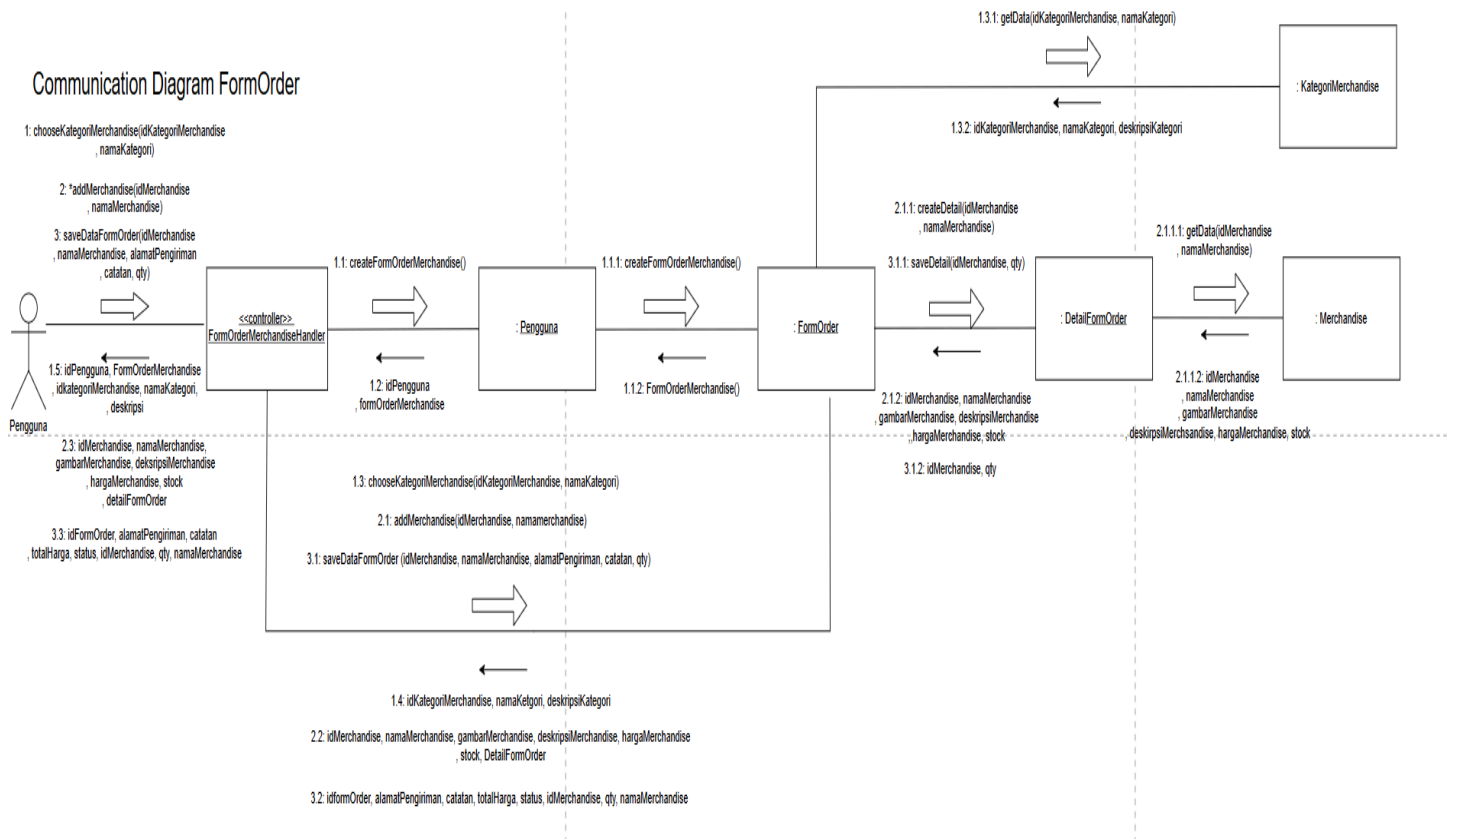 1.3.1: getData(idKategoriMerchandise, namaKategori)
: KategoriMerchandise
1.3.2: idKategoriMerchandise, namaKategori, deskripsiKategori
Communication Diagram FormOrder
1: chooseKategoriMerchandise(idKategoriMerchandise
, namaKategori)
2: *addMerchandise(idMerchandise
, namaMerchandise)
3: saveDataFormOrder(idMerchandise
, namaMerchandise, alamatPengiriman
, catatan, qty)
Pengguna
1.5: idPengguna, FormOrderMerchandise
, idkategoriMerchandise, namaKategori,
, deskripsi
2.3: idMerchandise, namaMerchandise,
gambarMerchandise, deksripsiMerchandise
, hargaMerchandise, stock
, detailFormOrder
3.3: idFormOrder, alamatPengiriman, catatan
, totalHarga, status, idMerchandise, qty, namaMerchandise
<<controller>>
FormOrderMerchandiseHandler
1.1: createFormOrderMerchandise()
1.2: idPengguna
, formOrderMerchandise
: Pengguna
1.1.1: createFormOrderMerchandise()
1.1.2: FormOrderMerchandise()
: FormOrder
2.1.1: createDetail(idMerchandise
, namaMerchandise)
3.1.1: saveDetail(idMerchandise, qty)
2.1.2: idMerchandise, namaMerchandise
, gambarMerchandise, deskripsiMerchandise
,,hargaMerchandise, stock
3.1.2: idMerchandise, qty
: DetailFormOrder
2.1.1.1: getData(idMerchandise
, namaMerchandise)
2.1.1.2: idMerchandise
, namaMerchandise
, gambarMerchandise
, deskirpsiMerchsandise, hargaMerchandise, stock
: Merchandise
1.3: chooseKategoriMerchandise(idKategoriMerchandise, namaKategori)
2.1: addMerchandise(idMerchandise, namamerchandise)
3.1: saveDataFormOrder (idMerchandise, namaMerchandise, alamatPengiriman, catatan, qty)
1.4: idKategoriMerchandise, namaKetgori, deskripsiKategori
2.2: idMerchandise, namaMerchandise, gambarMerchandise, deskripsiMerchandise, hargaMerchandise
, stock, DetailFormOrder
3.2: idformOrder, alamatPengiriman, catatan, totalHarga, status, idMerchandise, qty, namaMerchandise